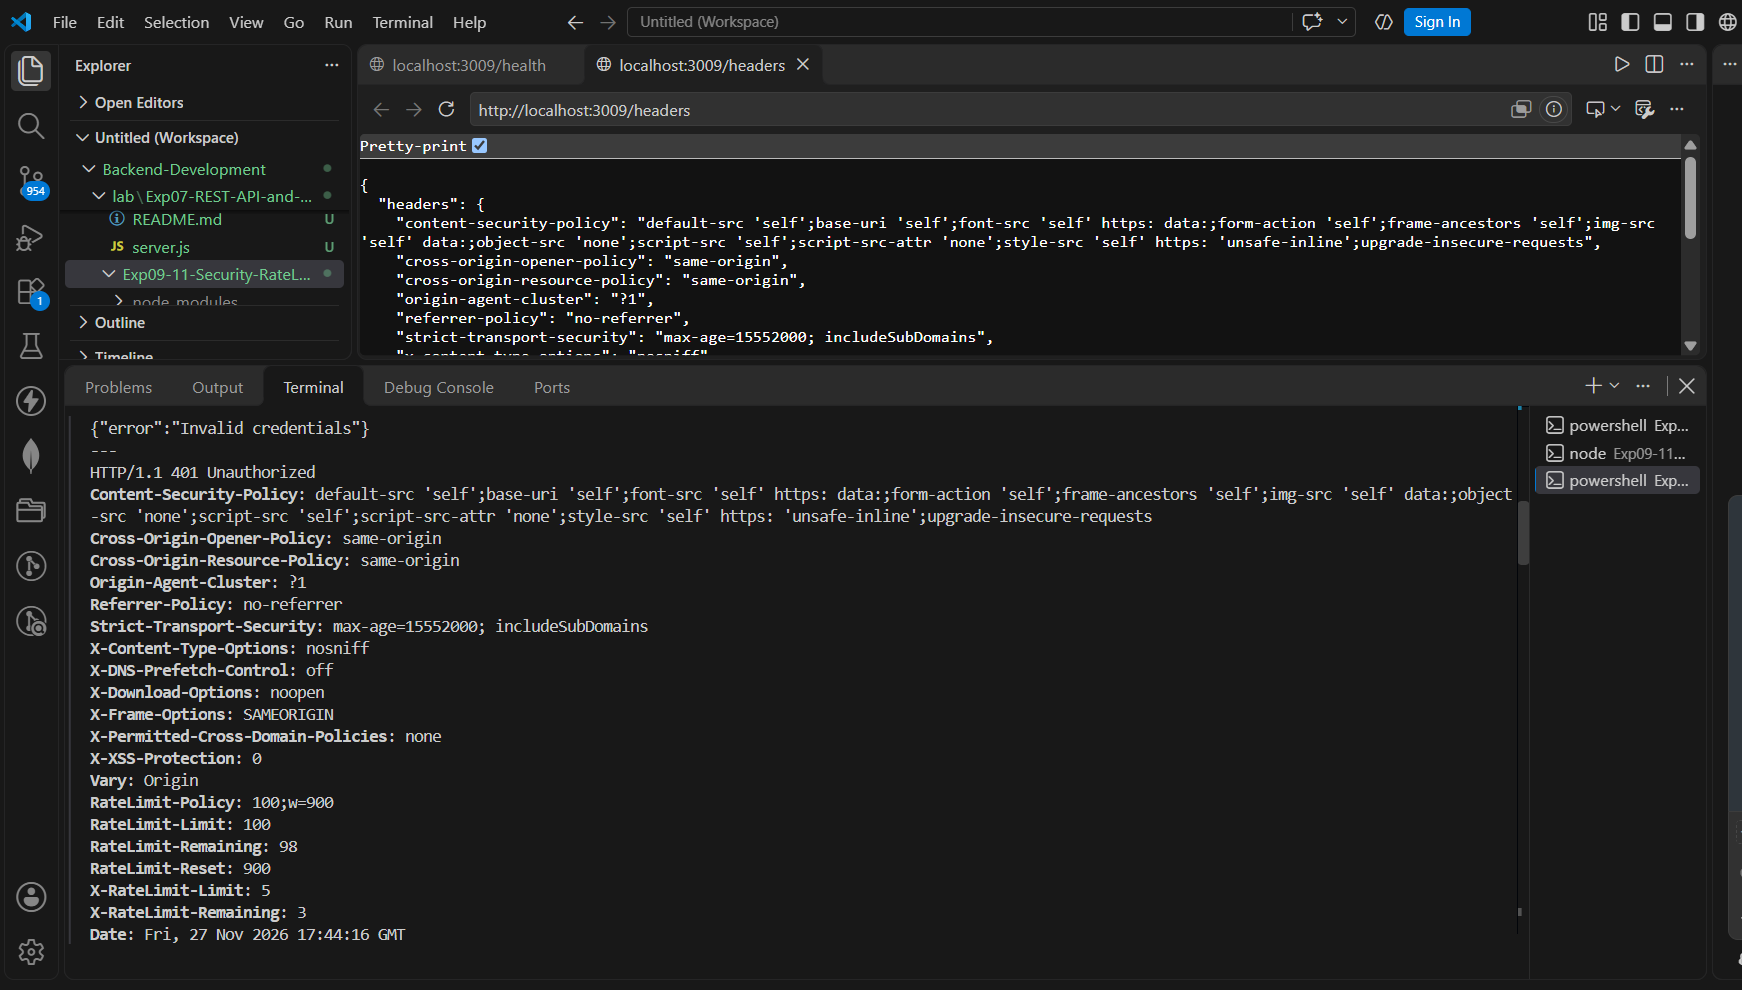 File Edit Selection View Go Run Terminal Help
Untitled (Workspace)
Sign In
Explorer
Open Editors
Untitled (Workspace)
Backend-Development
lab\Exp07-REST-API-and-...
README.md U
JS server.js U
Exp09-11-Security-RateL...
node_modules
Outline
Timeline
954
1
localhost:3009/health
localhost:3009/headers
http://localhost:3009/headers
Pretty-print
{
"headers": {
"content-security-policy": "default-src 'self';base-uri 'self';font-src 'self' https: data:;form-action 'self';frame-ancestors 'self';img-src
'self' data:;object-src 'none';script-src 'self';script-src-attr 'none';style-src 'self' https: 'unsafe-inline';upgrade-insecure-requests",
"cross-origin-opener-policy": "same-origin",
"cross-origin-resource-policy": "same-origin",
"origin-agent-cluster": "?1",
"referrer-policy": "no-referrer",
"strict-transport-security": "max-age=15552000; includeSubDomains",
"x-content-type-options": "nosniff"
Problems Output Terminal Debug Console Ports
{"error":"Invalid credentials"}
---
HTTP/1.1 401 Unauthorized
Content-Security-Policy: default-src 'self';base-uri 'self';font-src 'self' https: data:;form-action 'self';frame-ancestors 'self';img-src 'self' data:;object
-src 'none';script-src 'self';script-src-attr 'none';style-src 'self' https: 'unsafe-inline';upgrade-insecure-requests
Cross-Origin-Opener-Policy: same-origin
Cross-Origin-Resource-Policy: same-origin
Origin-Agent-Cluster: ?1
Referrer-Policy: no-referrer
Strict-Transport-Security: max-age=15552000; includeSubDomains
X-Content-Type-Options: nosniff
X-DNS-Prefetch-Control: off
X-Download-Options: noopen
X-Frame-Options: SAMEORIGIN
X-Permitted-Cross-Domain-Policies: none
X-XSS-Protection: 0
Vary: Origin
RateLimit-Policy: 100;w=900
RateLimit-Limit: 100
RateLimit-Remaining: 98
RateLimit-Reset: 900
X-RateLimit-Limit: 5
X-RateLimit-Remaining: 3
Date: Fri, 27 Nov 2026 17:44:16 GMT
powershell Exp...
node Exp09-11...
powershell Exp...